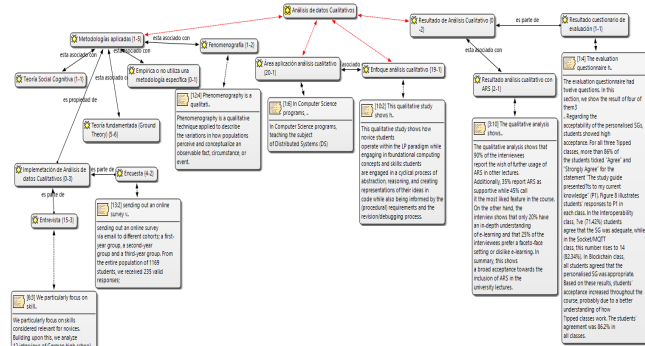 Análisis de datos Cualitativos
Resultado de Análisis Cualitativo (0
-2)
es parte de
Resultado cuestionario de
evaluación (1-1)
Metodologías aplicadas (1-5)
esta asociado con
Fenomerografía (1-2)
esta asociado con
esta asociado con
Teoría Social Cognitiva (1-1)
Empirica o no utiliza una
metodología específica (0-1)
Área aplicación análisis cualitativo
(20-1)
asociado
Enfoque análisis cualitativo (19-1)
esta asociado con
Resultado análisis cualitativo con
ARS (2-1)
es propiedad de
Teoría fundamentada (Ground
Theory) (5-6)
[12:4] Phenomerography is a
qualitati..
Phenomerography is a qualitative
technique applied to describe
the variations in how populations
perceive and conceptualize an
observable fact, circumstance, or
event.
[1:6] In Computer Science
programs, ..
In Computer Science programs,
teaching the subject
of Distributed Systems (DS)
[10:2] This qualitative study
shows h..
This qualitative study shows how
novice students
operate within the LP paradigm while
engaging in foundational computing
concepts and skills students
are engaged in a cyclical process of
abstraction, reasoning, and creating
representations of their ideas in
code while also being informed by the
(procedural) requirements and the
revision/debugging process.
[3:10] The qualitative analysis
shows..
The qualitative analysis shows that
90% of the interviewees
report the wish of further usage of
ARS in other lectures.
Additionally, 35% report ARS as
supportive while 45% call
it the most liked feature in the course.
On the other hand, the
interview shows that only 20% have
an in-depth understanding
of e-learning and that 25% of the
interviewees prefer a faceto-face
setting or dislike e-learning. In
summary, this shows
a broad acceptance towards the
inclusion of ARS in the
university lectures.
[1:4] The evaluation
questionnaire h..
The evaluation questionnaire had
twelve questions. In this
section, we show the result of four of
them3
.. Regarding the
acceptability of the personalised SGs,
students showed high
acceptance. For all three Tipped
classes, more than 86% of
the students ticked `Agree' and
`Strongly Agree' for the
statement "The study guide
presented?is to my current
knowledge" (P1). Figure 8 illustrates
students' responses to P1 in
each class. In the Interoperability
class, ?ve (71.42%) students
agree that the SG was adequate, while
in the Socket/MQTT
class, this number rises to 14
(82.34%). In Blockchain class,
all students agreed that the
personalised SG was appropriate.
Based on these results, students'
acceptance increased throughout the
course, probably due to a better
understanding of how
Tipped classes work. The students'
agreement was 86.2% in
all classes.
Implemetación de Análisis de
datos Cualitativos (0-3)
es parte de
Encuesta (4-2)
es parte de
Entrevista (15-3)
[13:2] sending out an online
survey v..
sending out an online survey
via email to different cohorts; a first-
year group, a second-year
group and a third-year group. From
the entire population of 1169
students, we received 235 valid
responses:
[6:3] We particularly focus on
skil..
We particularly focus on skills
considered relevant for novices.
Building upon this, we analyze